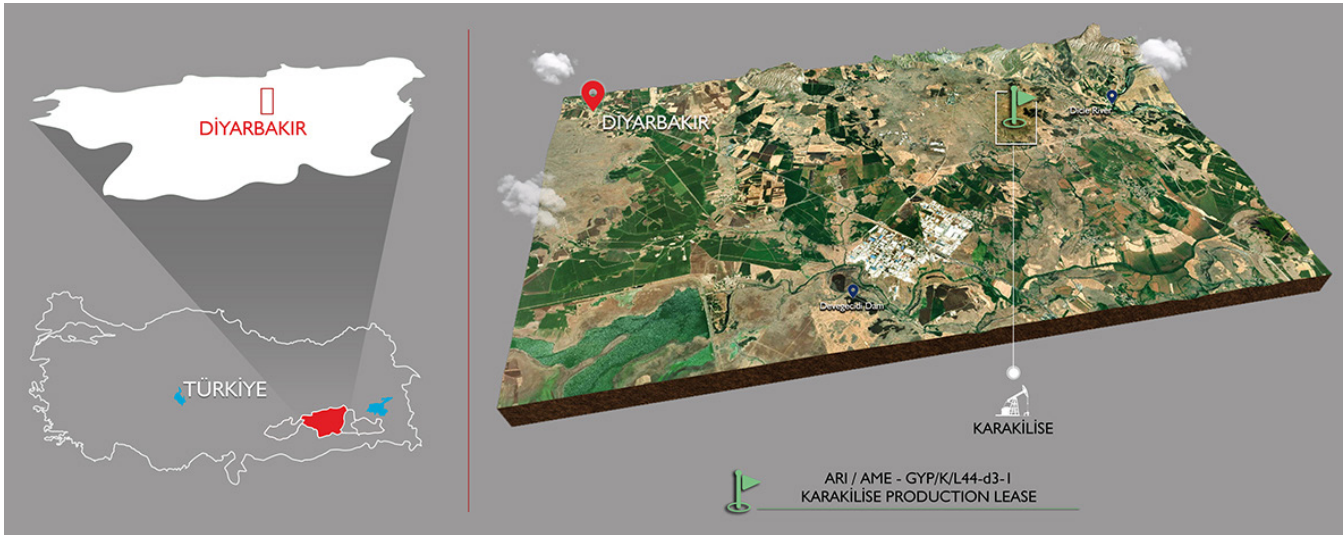 DİYARBAKIR
TÜRKİYE
DİYARBAKIR
Dicle River
Devegeçidi Dam
KARAKİLİSE
ARI / AME - GYP/K/L44-d3-1
KARAKİLİSE PRODUCTION LEASE